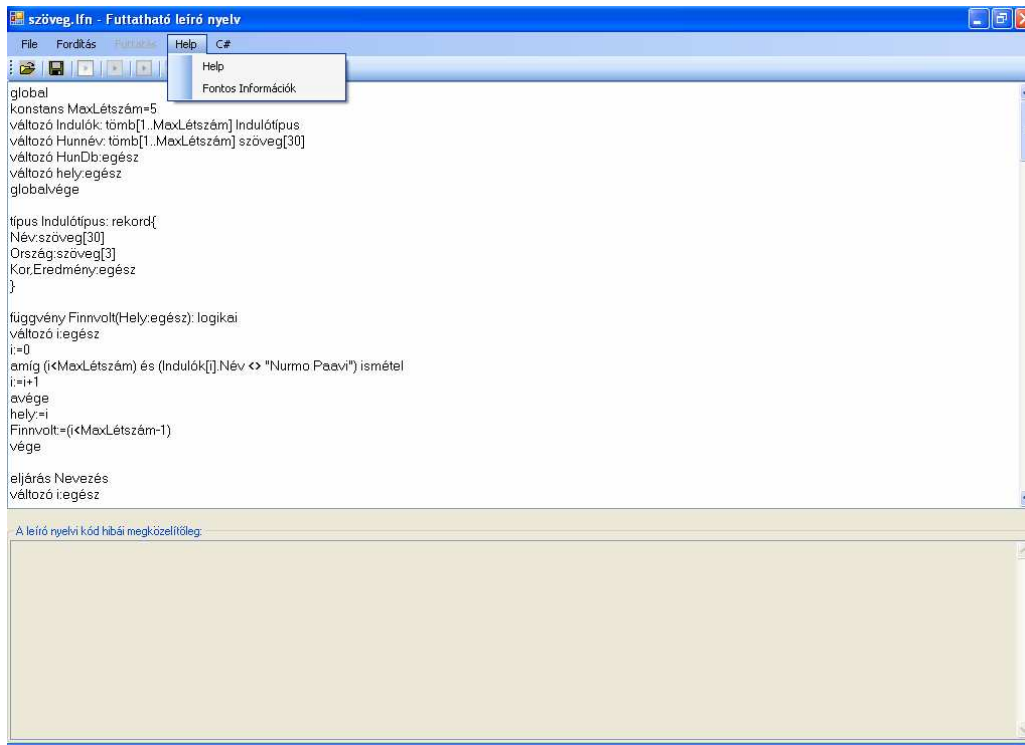 szöveg.lfn - Futtatható leíró nyelv
File Fordítás Futtatás Help C#
Help
Fontos Információk
global
konstans MaxLétszám=5
változó Indulók: tömb[1..MaxLétszám] Indulótípus
változó Hunnév: tömb[1..MaxLétszám] szöveg[30]
változó HunDb:egész
változó hely:egész
globalvége
típus Indulótípus: rekord{
Név:szöveg[30]
Ország:szöveg[3]
Kor,Eredmény:egész
}
függvény Finnvolt(Hely:egész): logikai
változó i:egész
i:=0
amíg (i<MaxLétszám) és (Indulók[i].Név <> "Nurmo Paavi") ismétel
i:=i+1
avége
hely:=i
Finnvolt:=(i<MaxLétszám-1)
vége
eljárás Nevezés
változó i:egész
A leíró nyelvi kód hibái megközelítőleg: